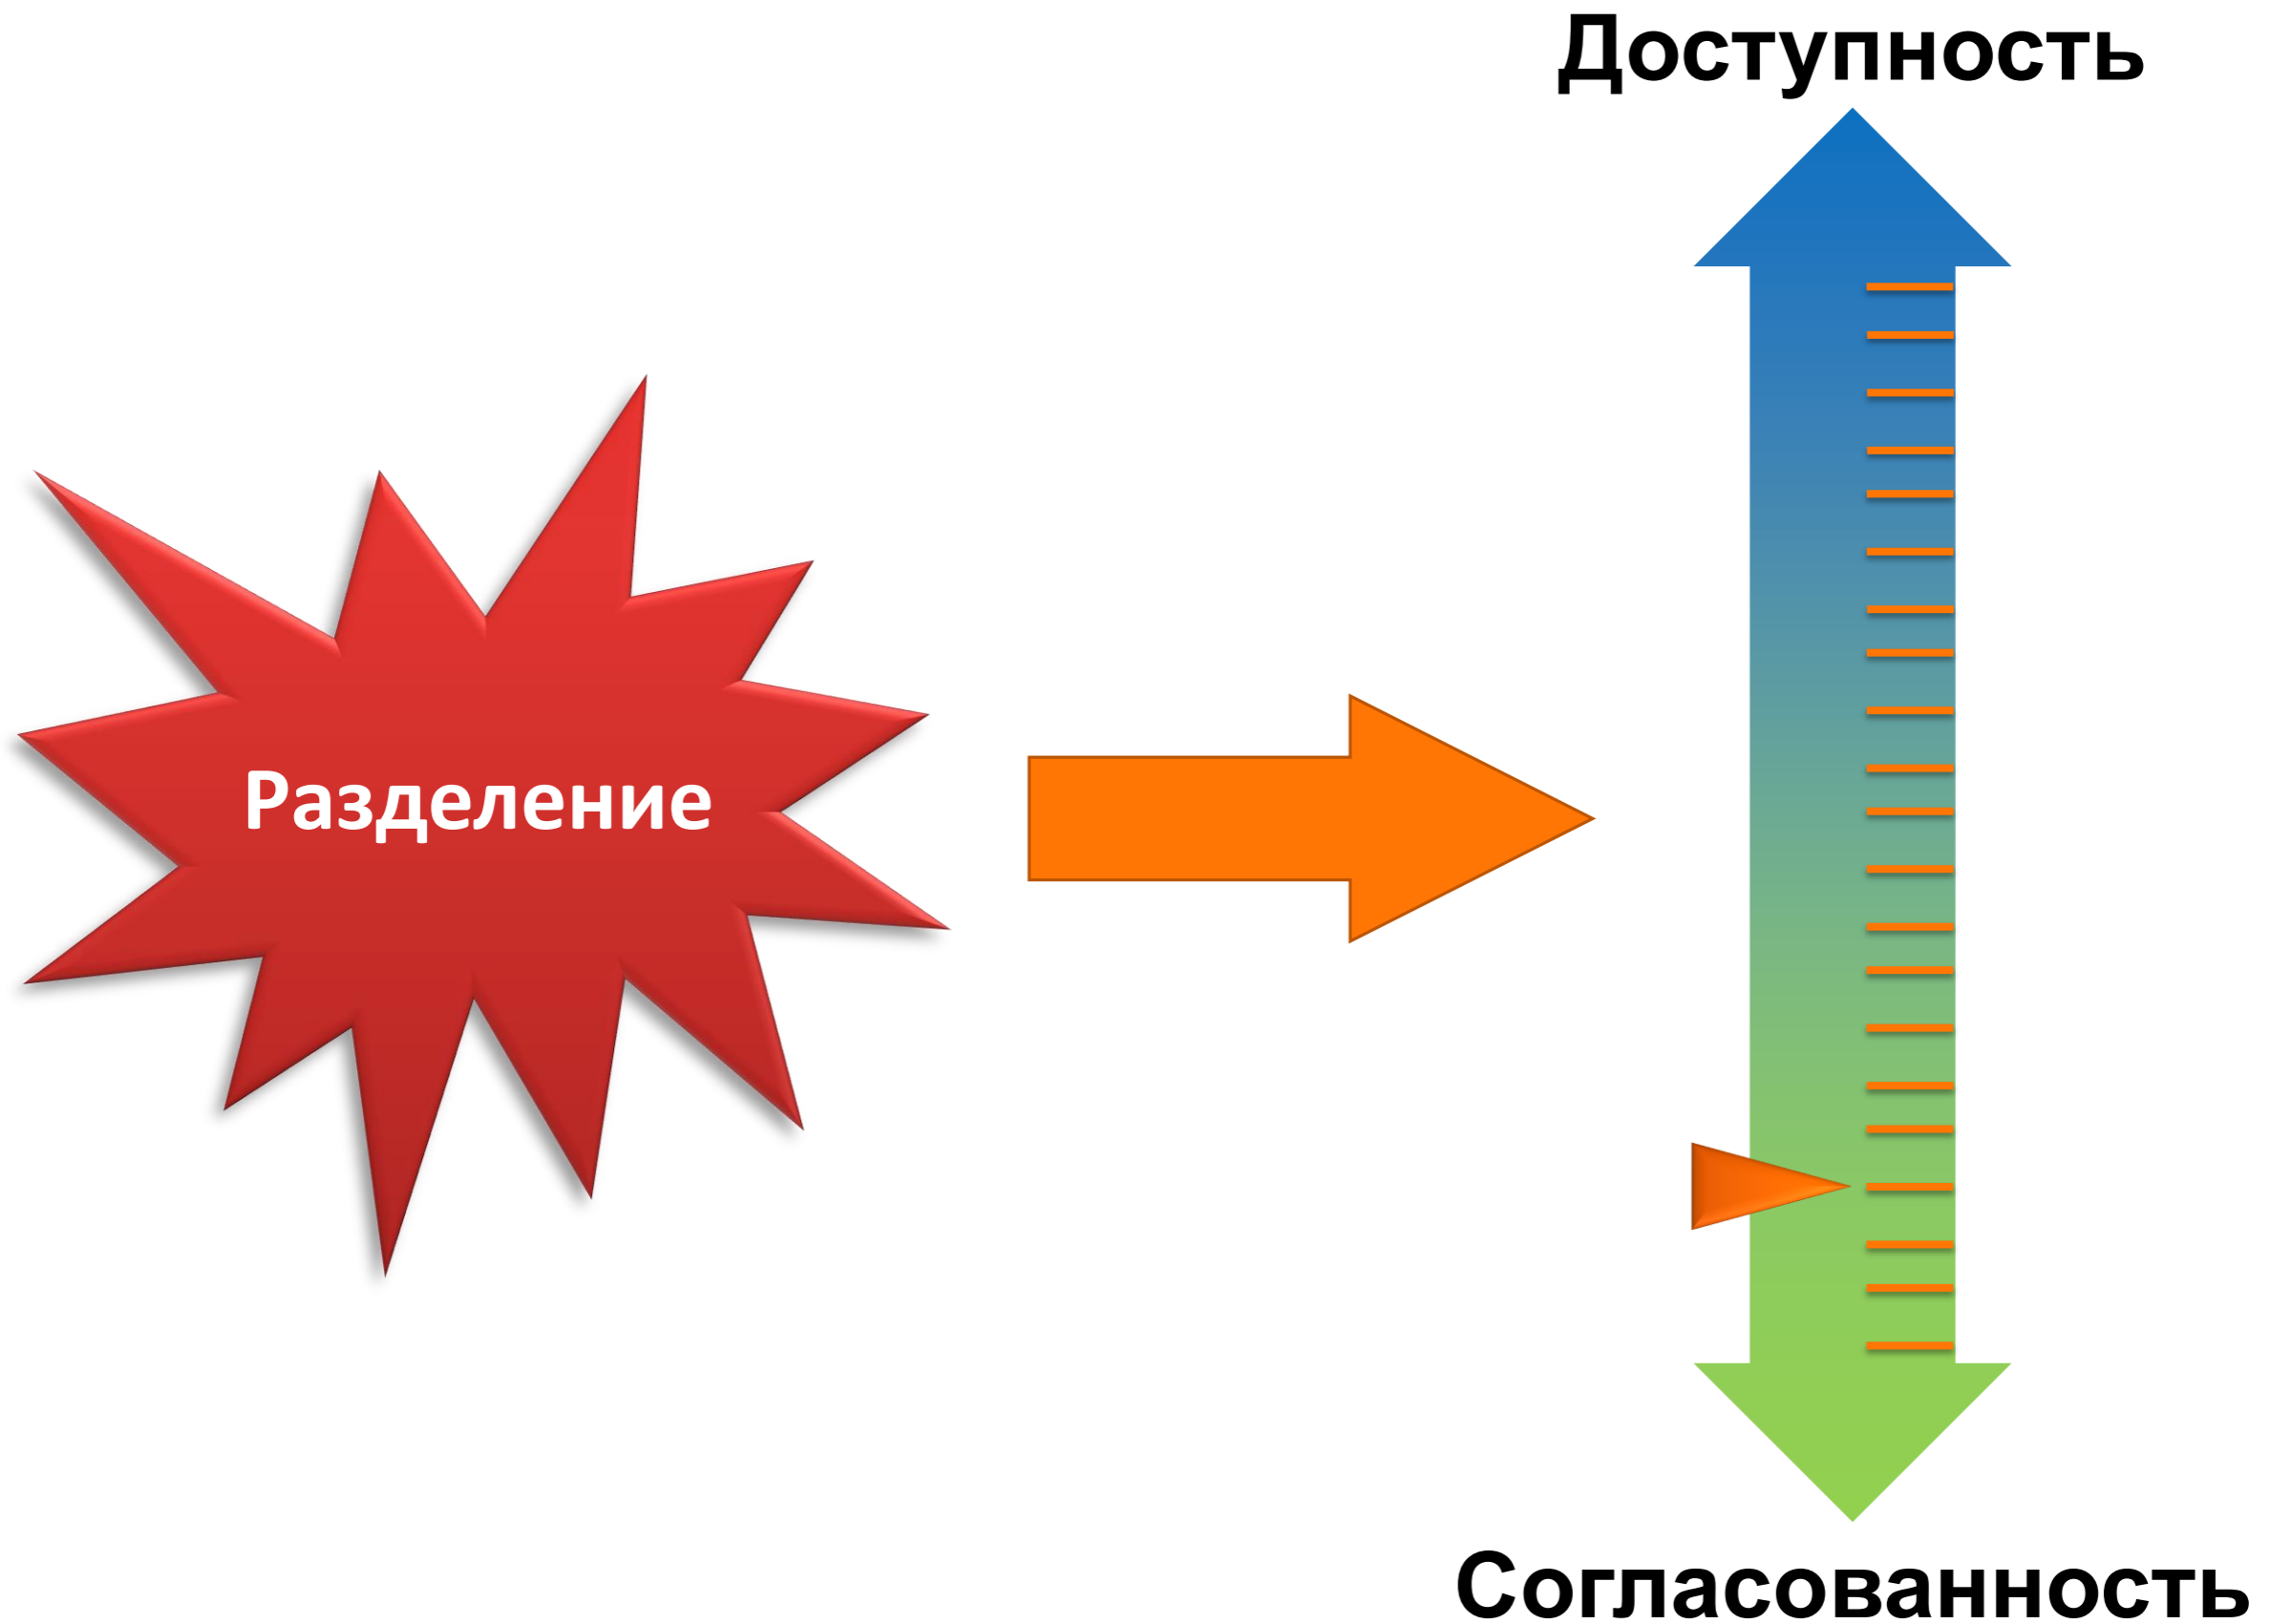 Доступность
Разделение
Согласованность